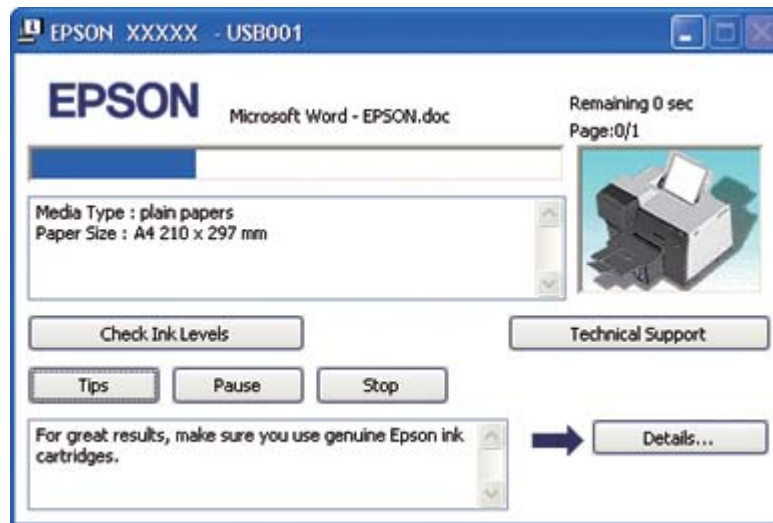 EPSON XXXXX - USB001
EPSON
Microsoft Word - EPSON.doc
Remaining 0 sec
Page:0/1
Media Type : plain papers
Paper Size : A4 210 x 297 mm
Check Ink Levels
Technical Support
Tips
Pause
Stop
For great results, make sure you use genuine Epson ink
cartridges.
Details...